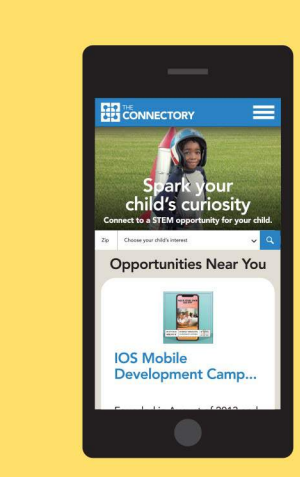 THE
CONNECTORY
Spark your
child's curiosity
Connect to a STEM opportunity for your child.
Zip Choose your child's interest
Opportunities Near You
IOS Mobile
Development Camp...